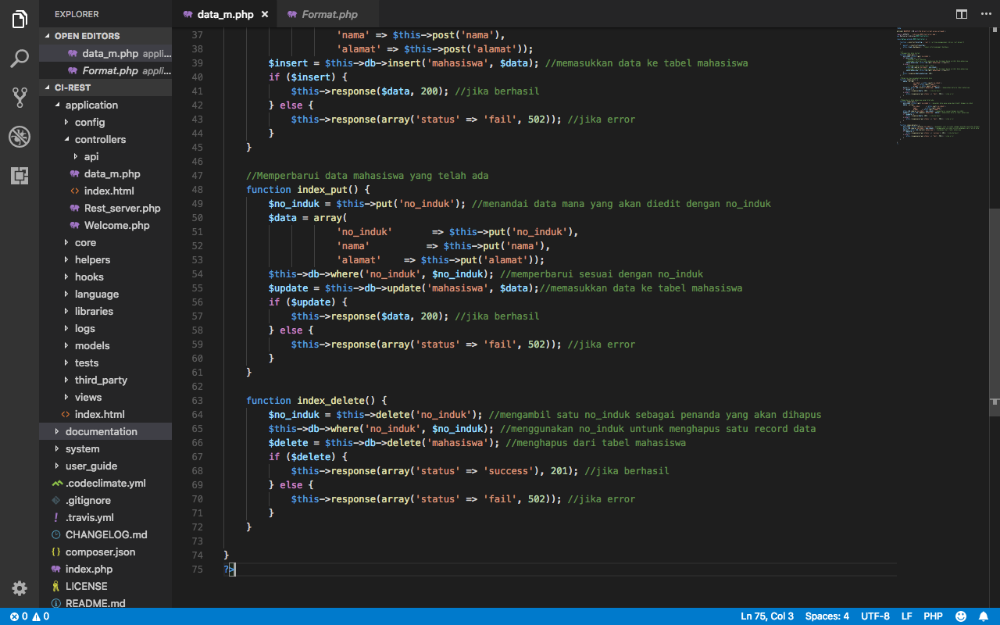 EXPLORER
OPEN EDITORS
data_m.php appli...
Format.php appli...
CI-REST
application
config
controllers
api
data_m.php
index.html
Rest_server.php
Welcome.php
core
helpers
hooks
language
libraries
logs
models
tests
third_party
views
index.html
documentation
system
user_guide
.codeclimate.yml
.gitignore
.travis.yml
CHANGELOG.md
composer.json
index.php
LICENSE
README.md
data_m.php × Format.php
37 'nama' => $this->post('nama'),
38 'alamat' => $this->post('alamat'));
39 $insert = $this->db->insert('mahasiswa', $data); //memasukkan data ke tabel mahasiswa
40 if ($insert) {
41 $this->response($data, 200); //jika berhasil
42 } else {
43 $this->response(array('status' => 'fail', 502)); //jika error
44 }
45 }
46
47 //Memperbarui data mahasiswa yang telah ada
48 function index_put() {
49 $no_induk = $this->put('no_induk'); //menandai data mana yang akan diedit dengan no_induk
50 $data = array(
51 'no_induk' => $this->put('no_induk'),
52 'nama' => $this->put('nama'),
53 'alamat' => $this->put('alamat'));
54 $this->db->where('no_induk', $no_induk); //memperbarui sesuai dengan no_induk
55 $update = $this->db->update('mahasiswa', $data);//memasukkan data ke tabel mahasiswa
56 if ($update) {
57 $this->response($data, 200); //jika berhasil
58 } else {
59 $this->response(array('status' => 'fail', 502)); //jika error
60 }
61 }
62
63 function index_delete() {
64 $no_induk = $this->delete('no_induk'); //mengambil satu no_induk sebagai penanda yang akan dihapus
65 $this->db->where('no_induk', $no_induk); //menggunakan no_induk untunk menghapus satu record data
66 $delete = $this->db->delete('mahasiswa'); //menghapus dari tabel mahasiswa
67 if ($delete) {
68 $this->response(array('status' => 'success'), 201); //jika berhasil
69 } else {
70 $this->response(array('status' => 'fail', 502)); //jika error
71 }
72 }
73
74 }
75 ?>
0 0 Ln 75, Col 3 Spaces: 4 UTF-8 LF PHP